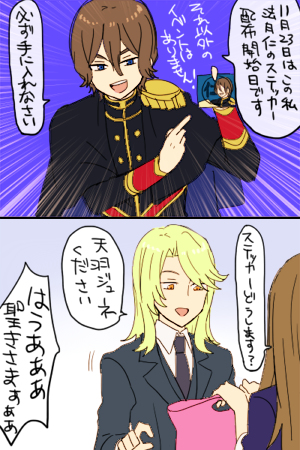 11月23日はこの私
法月仁のステッカー
配布開始日です
それ以外の
イベントは
ありません!
必ず手に入れなさい
ステッカーどうします?
天羽ジュネ
ください
はうあああ
聖さまずあぁ